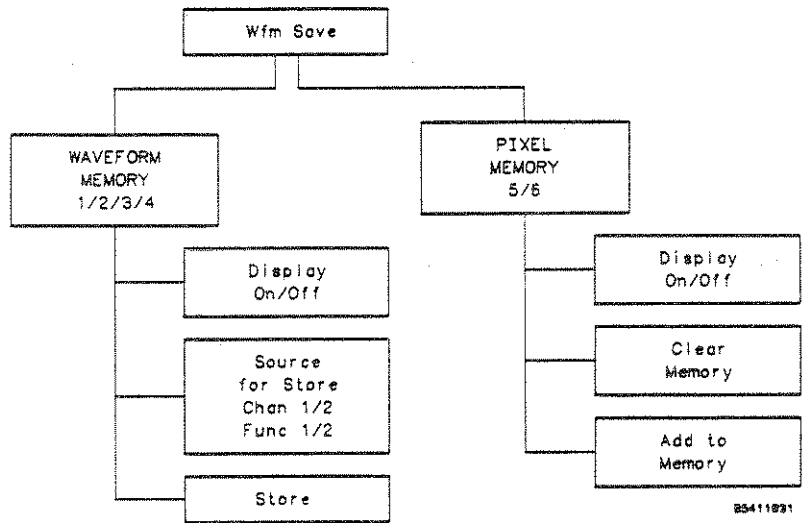 Wfm Save
WAVEFORM
MEMORY
1/2/3/4
Display
On/Off
Source
for Store
Chan 1/2
Func 1/2
Store
PIXEL
MEMORY
5/6
Display
On/Off
Clear
Memory
Add to
Memory